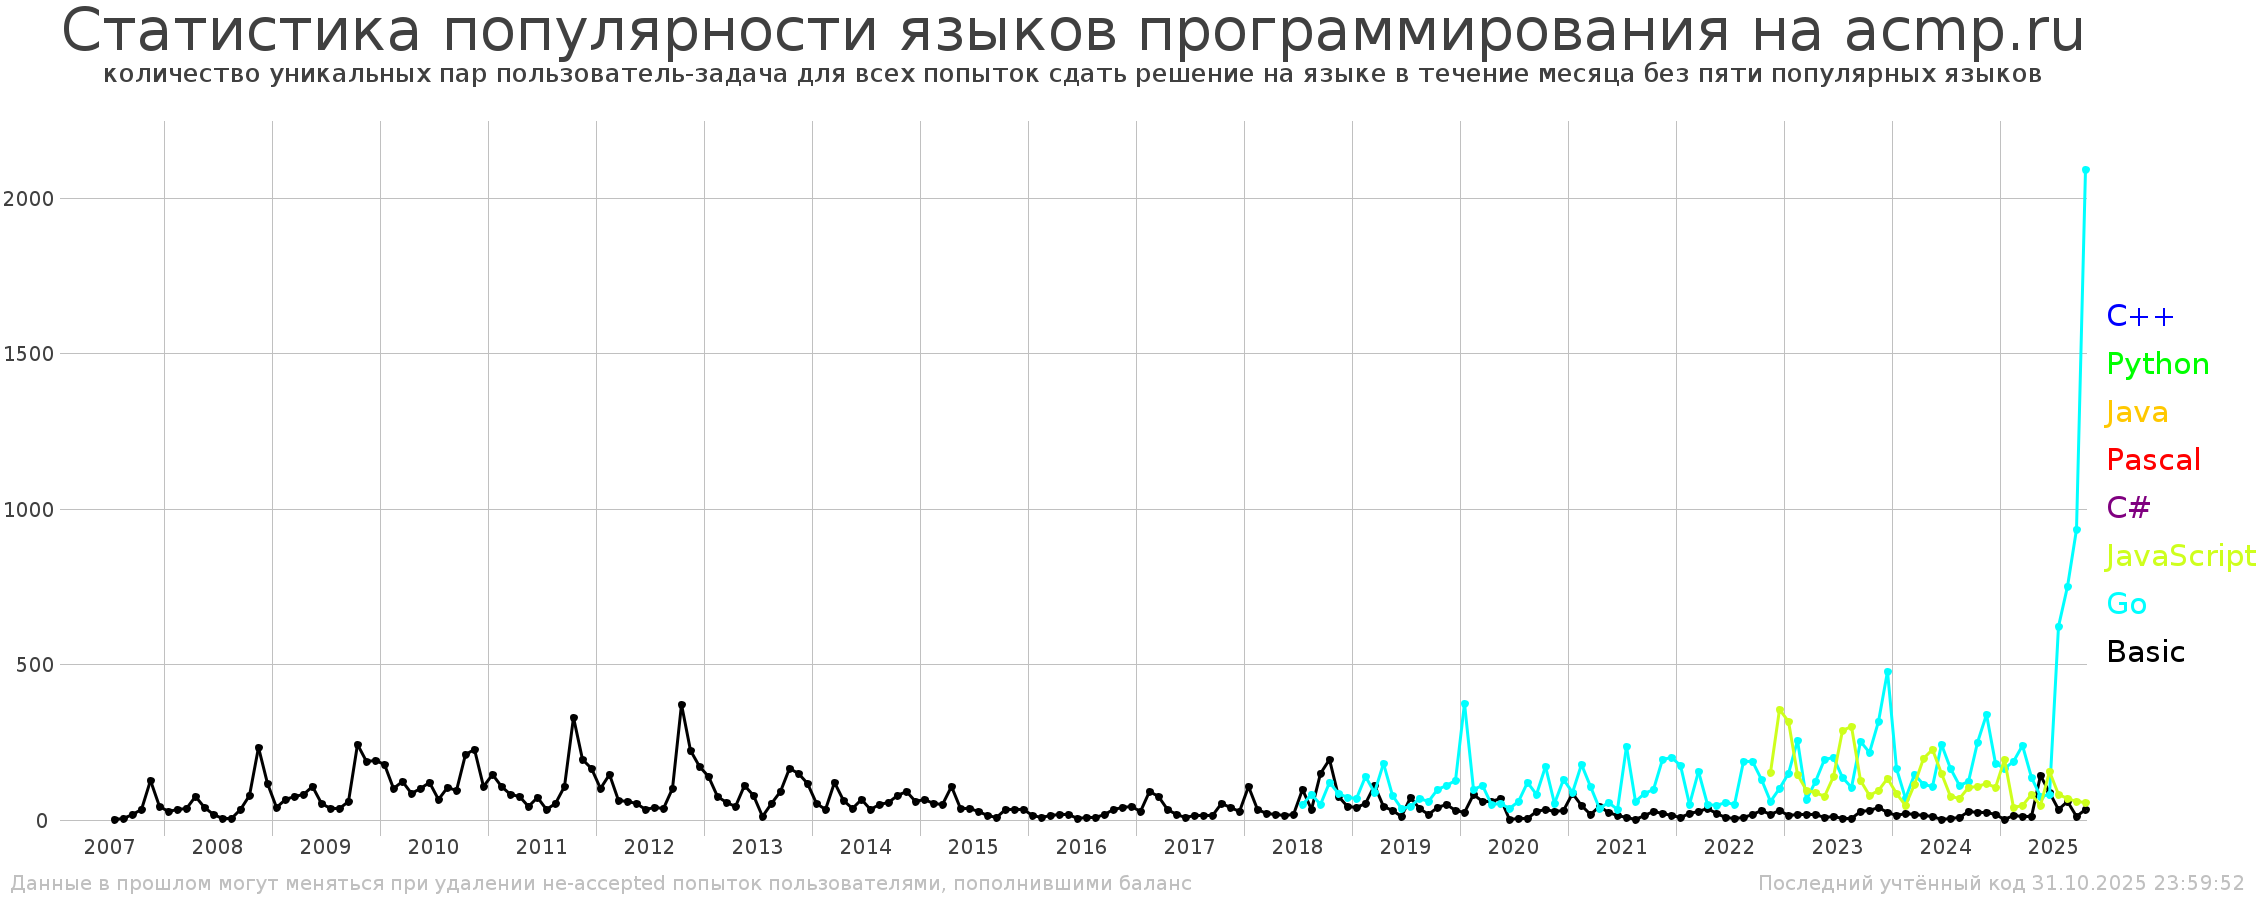 Статистика популярности языков программирования на acmp.ru
количество уникальных пар пользователь-задача для всех попыток сдать решение на языке в течение месяца без пяти популярных языков
2000
1500
1000
500
0
C++
Python
Java
Pascal
C#
JavaScript
Go
Basic
2007 2008 2009 2010 2011 2012 2013 2014 2015 2016 2017 2018 2019 2020 2021 2022 2023 2024 2025
Данные в прошлом могут меняться при удалении не-accepted попыток пользователями, пополнившими баланс
Последний учтённый код 31.10.2025 23:59:52